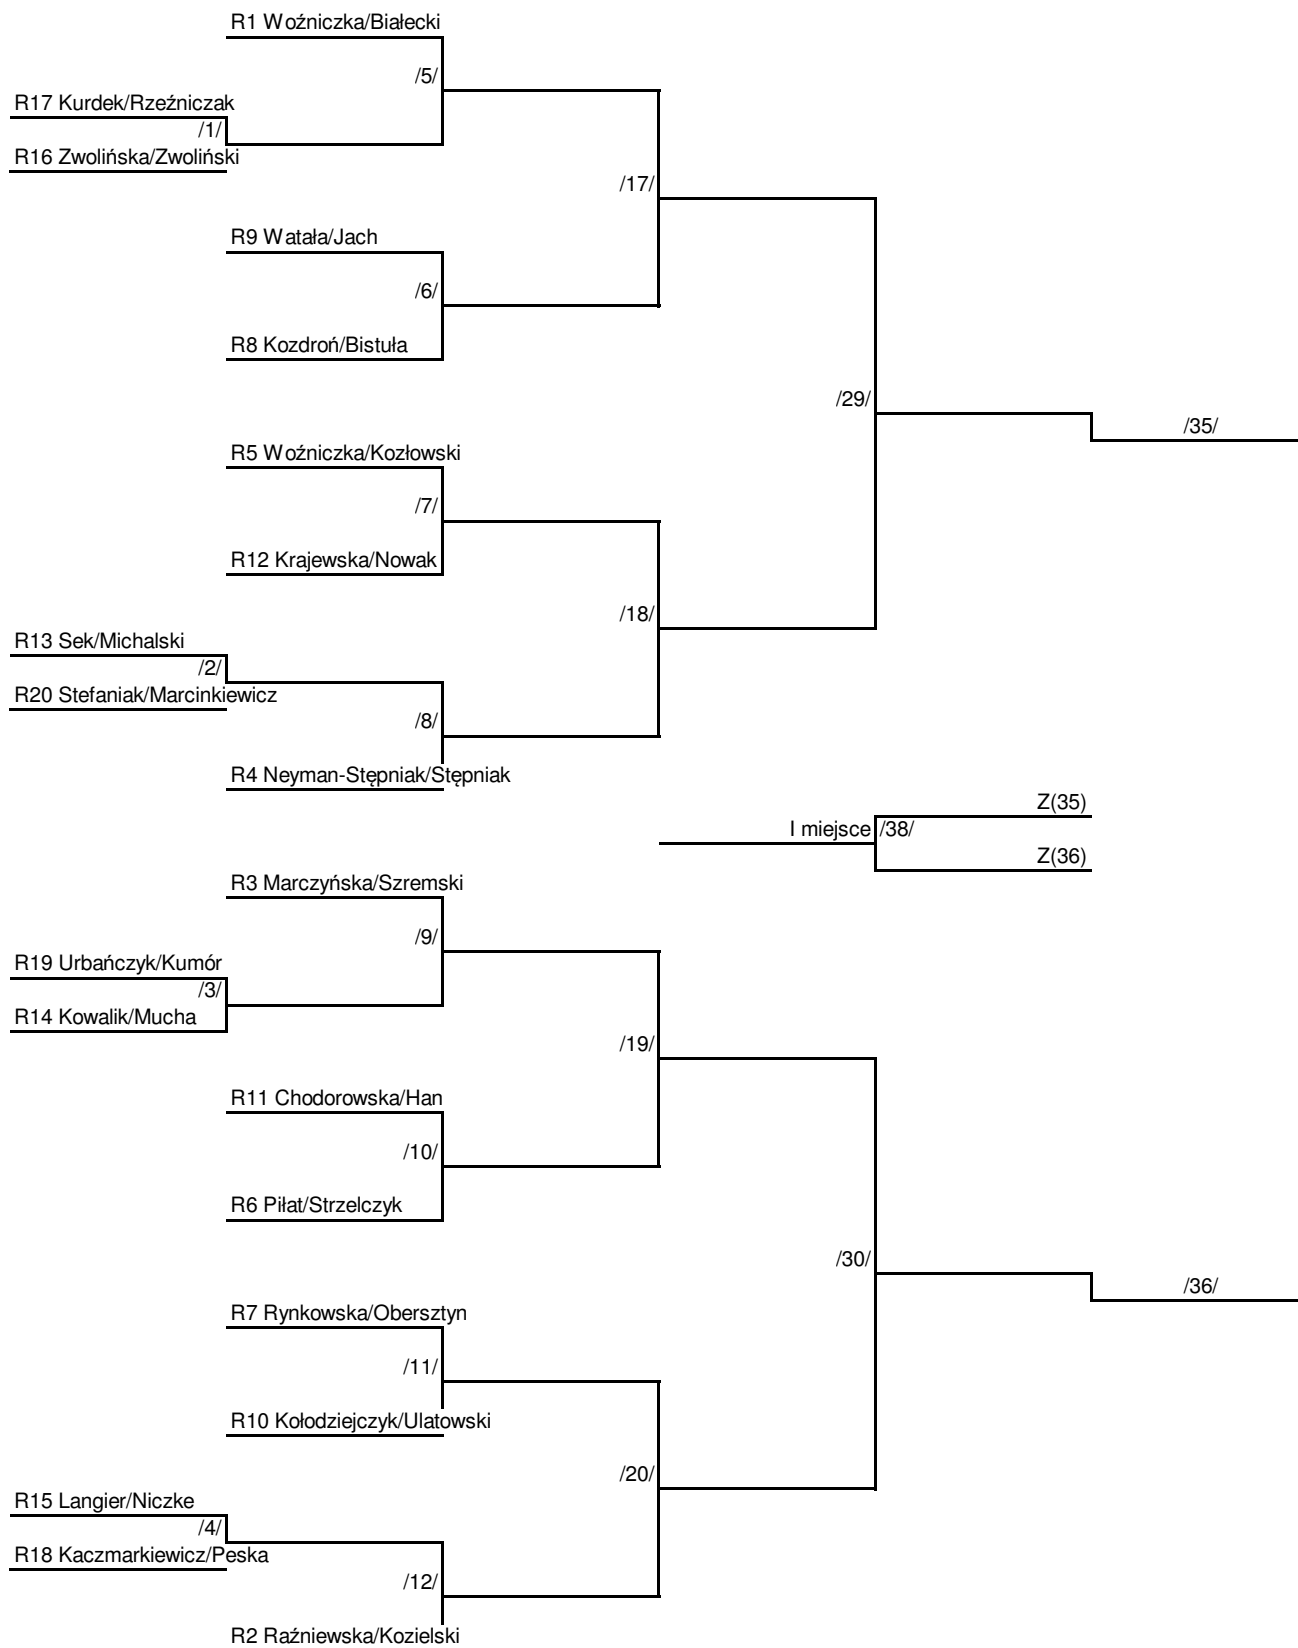 R1 Woźniczka/Białecki
/5/
R17 Kurdek/Rzeźniczak
/1/
R16 Zwolińska/Zwoliński
/17/
R9 Watała/Jach
/6/
R8 Kozdroń/Bistuła
/29/
/35/
R5 Woźniczka/Kozłowski
/7/
R12 Krajewska/Nowak
/18/
R13 Sek/Michalski
/2/
R20 Stefaniak/Marcinkiewicz
/8/
R4 Neyman-Stępniak/Stępniak
Z(35)
I miejsce /38/
Z(36)
R3 Marczyńska/Szremski
/9/
R19 Urbańczyk/Kumór
/3/
R14 Kowalik/Mucha
/19/
R11 Chodorowska/Han
/10/
R6 Piłat/Strzelczyk
/30/
/36/
R7 Rynkowska/Obersztyn
/11/
R10 Kołodziejczyk/Ulatowski
/20/
R15 Langier/Niczke
/4/
R18 Kaczmarkiewicz/Peska
/12/
R2 Raźniewska/Kozielski